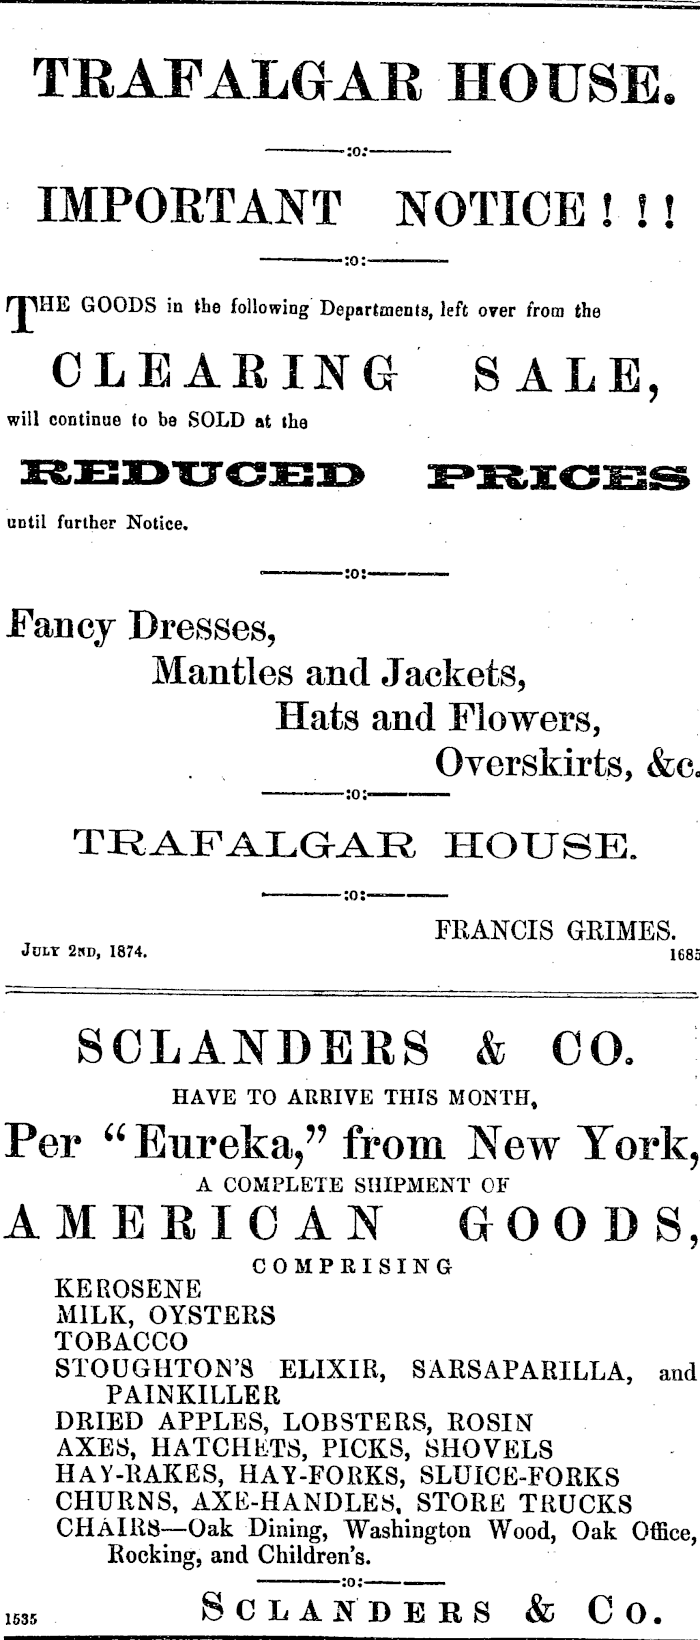 TRAFALGAR HOUSE.
:o:
IMPORTANT NOTICE!!!
:o:
THE GOODS in the following Departments, left over from the
CLEARING SALE,
will continue to be SOLD at the
REDUCED PRICES
until further Notice.
:o:
Fancy Dresses,
Mantles and Jackets,
Hats and Flowers,
Overskirts, &c.
:o:
TRAFALGAR HOUSE.
:o:
FRANCIS GRIMES.
JULY 2ND, 1874. 1685
SCLANDERS & CO.
HAVE TO ARRIVE THIS MONTH,
Per “Eureka,” from New York,
A COMPLETE SHIPMENT OF
AMERICAN GOODS,
COMPRISING
KEROSENE
MILK, OYSTERS
TOBACCO
STOUGHTON'S ELIXIR, SARSAPARILLA, and
PAINKILLER
DRIED APPLES, LOBSTERS, ROSIN
AXES, HATCHETS, PICKS, SHOVELS
HAY-RAKES, HAY-FORKS, SLUICE-FORKS
CHURNS, AXE-HANDLES, STORE TRUCKS
CHAIRS—Oak Dining, Washington Wood, Oak Office,
Rocking, and Children's.
:o:
1535 SCLANDERS & CO.